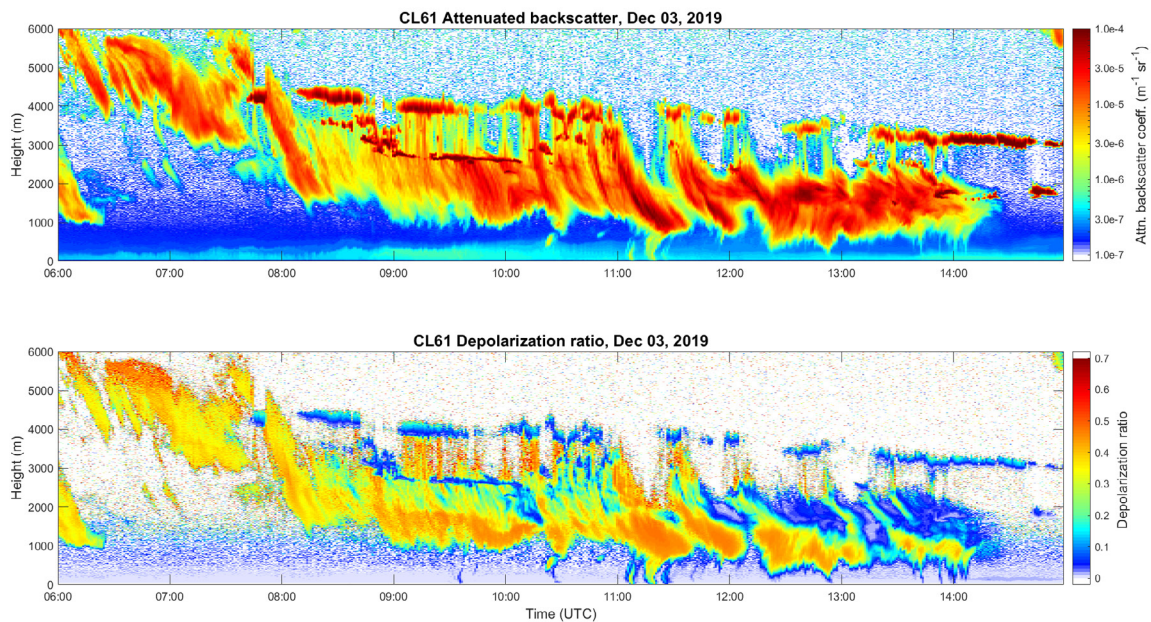 CL61 Attenuated backscatter, Dec 03, 2019
6000
5000
4000
3000
2000
1000
0
Height (m)
06:00 07:00 08:00 09:00 10:00 11:00 12:00 13:00 14:00
1.0e-4
3.0e-5
1.0e-5
3.0e-6
1.0e-6
3.0e-7
1.0e-7
Attn. backscatter coeff. (m⁻¹ sr⁻¹)
CL61 Depolarization ratio, Dec 03, 2019
6000
5000
4000
3000
2000
1000
0
Height (m)
06:00 07:00 08:00 09:00 10:00 11:00 12:00 13:00 14:00
Time (UTC)
0.7
0.6
0.5
0.4
0.3
0.2
0.1
0
Depolarization ratio